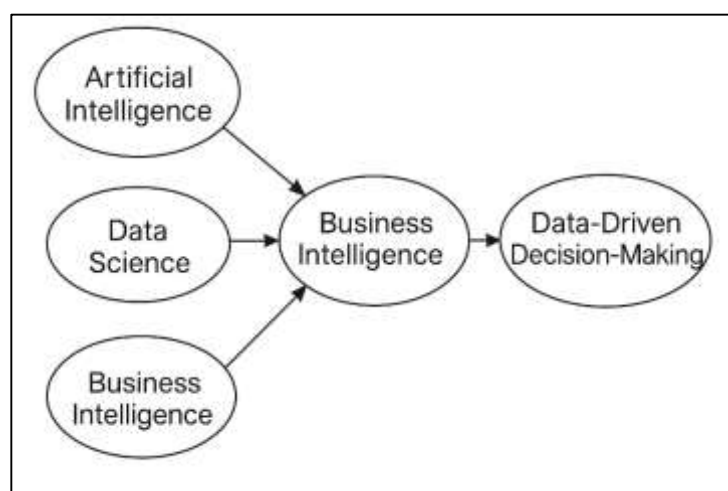 Artificial
Intelligence
Data
Science
Business
Intelligence
Business
Intelligence
Data-Driven
Decision-Making